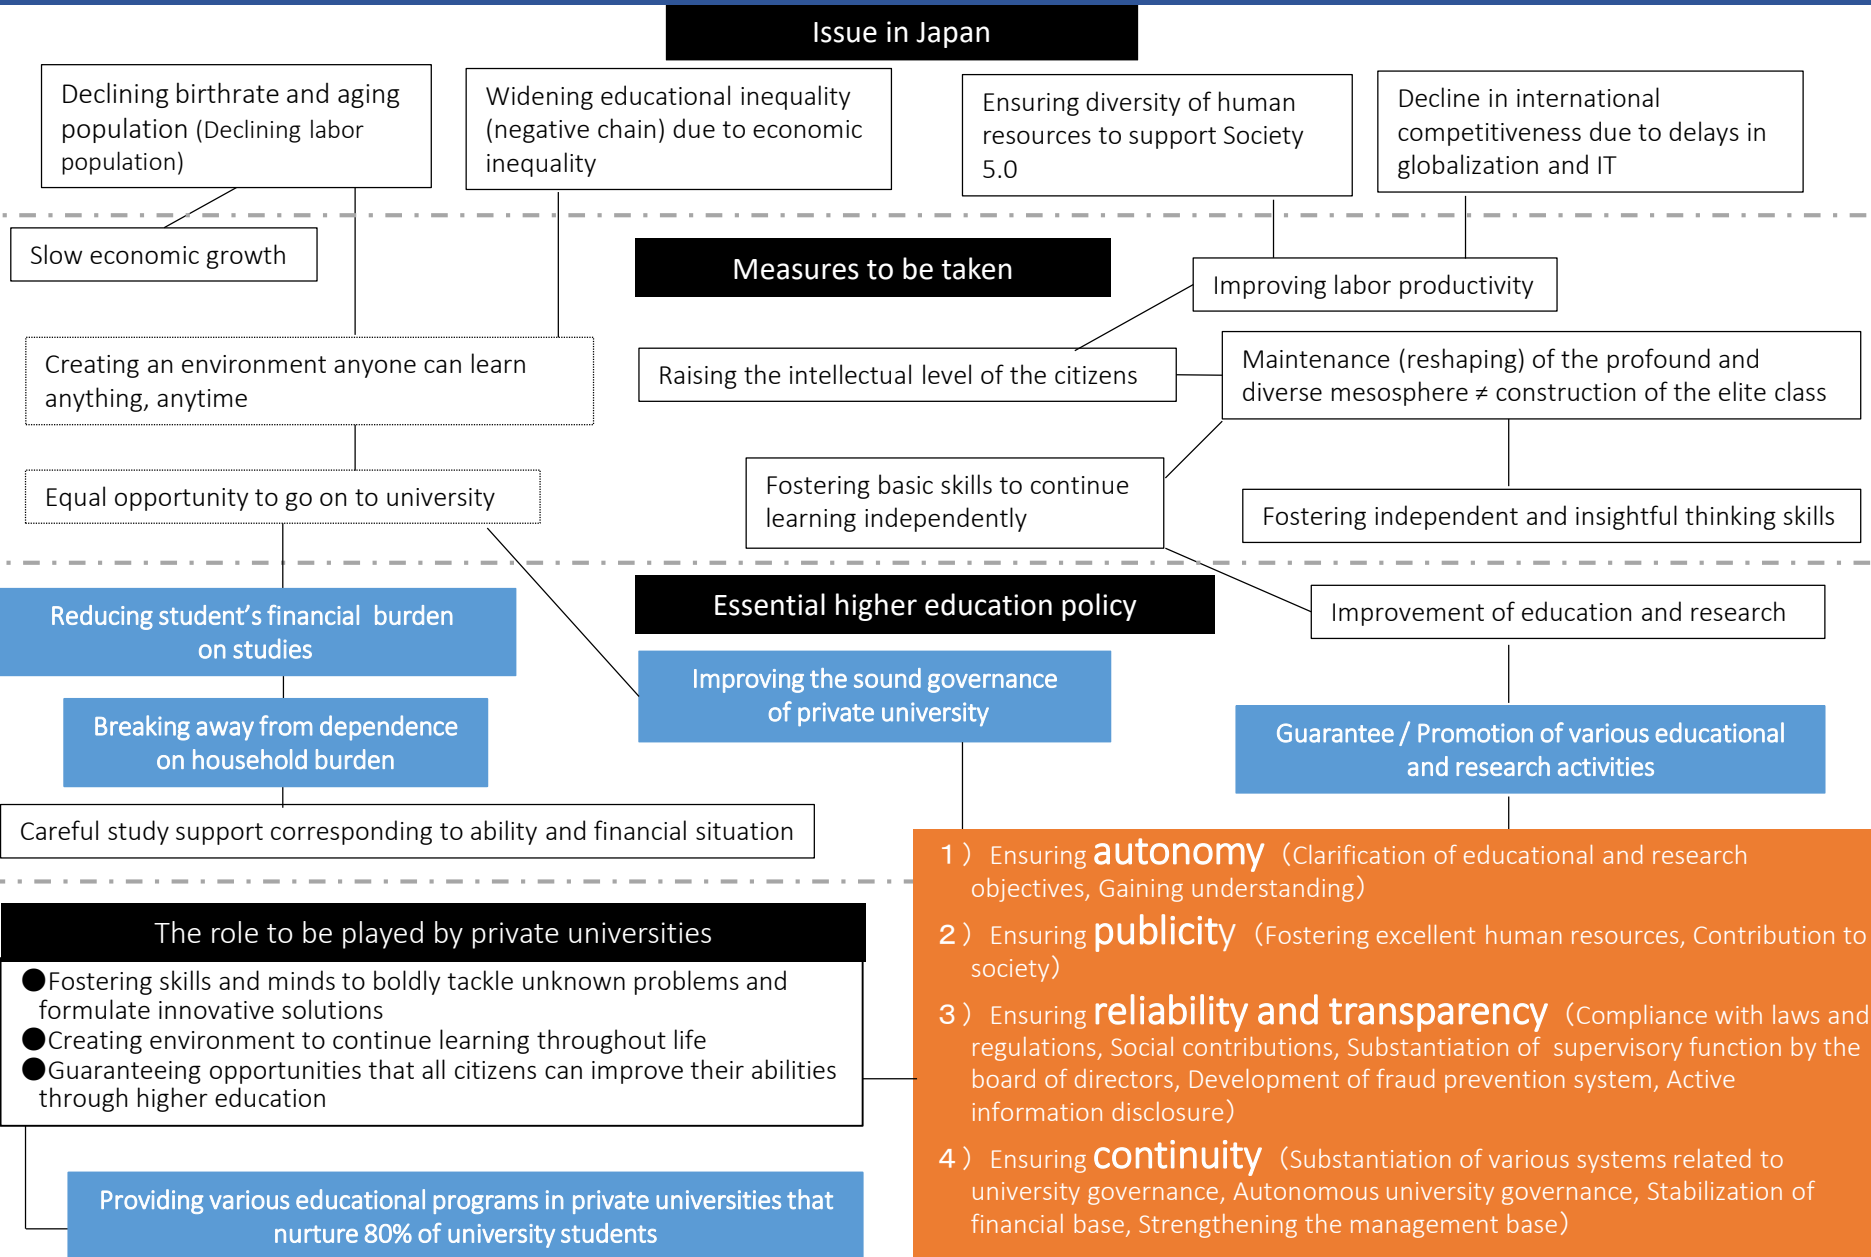 Issue in Japan
Declining birthrate and aging
population (Declining labor
population)
Widening educational inequality
(negative chain) due to economic
inequality
Ensuring diversity of human
resources to support Society
5.0
Decline in international
competitiveness due to delays in
globalization and IT
Slow economic growth
Measures to be taken
Improving labor productivity
Creating an environment anyone can learn
anything, anytime
Raising the intellectual level of the citizens
Maintenance (reshaping) of the profound and
diverse mesosphere ≠ construction of the elite class
Equal opportunity to go on to university
Fostering basic skills to continue
learning independently
Fostering independent and insightful thinking skills
Essential higher education policy
Reducing student’s financial  burden
on studies
Improvement of education and research
Improving the sound governance
of private university
Breaking away from dependence
on household burden
Guarantee / Promotion of various educational
and research activities
Careful study support corresponding to ability and financial situation
1）Ensuring autonomy（Clarification of educational and research
objectives, Gaining understanding）
2）Ensuring publicity（Fostering excellent human resources, Contribution to
society）
3）Ensuring reliability and transparency（Compliance with laws and
regulations, Social contributions, Substantiation of  supervisory function by the
board of directors, Development of fraud prevention system, Active
information disclosure）
4）Ensuring continuity（Substantiation of various systems related to
university governance, Autonomous university governance, Stabilization of
financial base, Strengthening the management base）
The role to be played by private universities
●Fostering skills and minds to boldly tackle unknown problems and
formulate innovative solutions
●Creating environment to continue learning throughout life
●Guaranteeing opportunities that all citizens can improve their abilities
through higher education
Providing various educational programs in private universities that
nurture 80% of university students